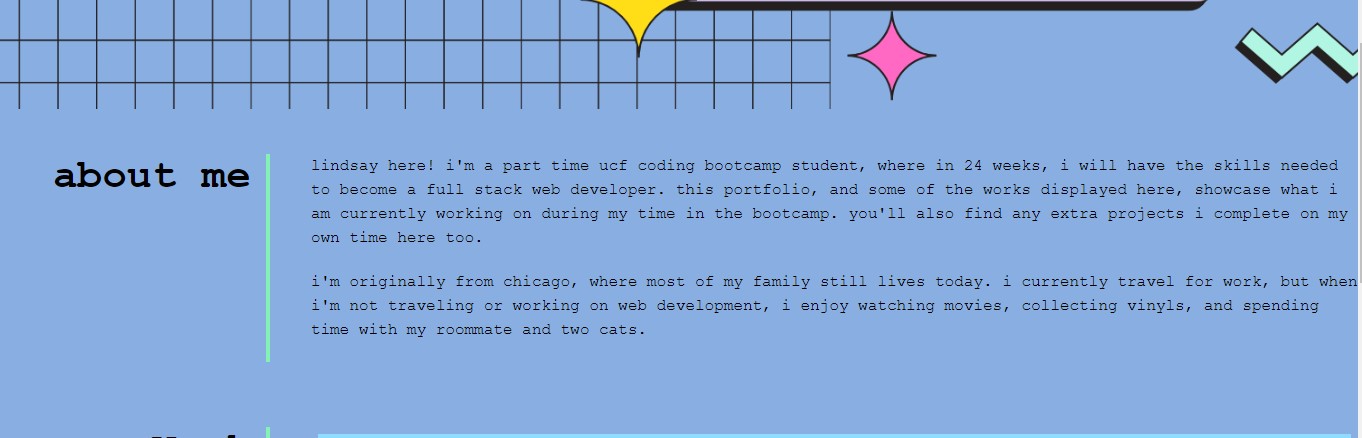 about me
lindsay here! i'm a part time ucf coding bootcamp student, where in 24 weeks, i will have the skills needed
to become a full stack web developer. this portfolio, and some of the works displayed here, showcase what i
am currently working on during my time in the bootcamp. you'll also find any extra projects i complete on my
own time here too.
i'm originally from chicago, where most of my family still lives today. i currently travel for work, but when
i'm not traveling or working on web development, i enjoy watching movies, collecting vinyls, and spending
time with my roommate and two cats.